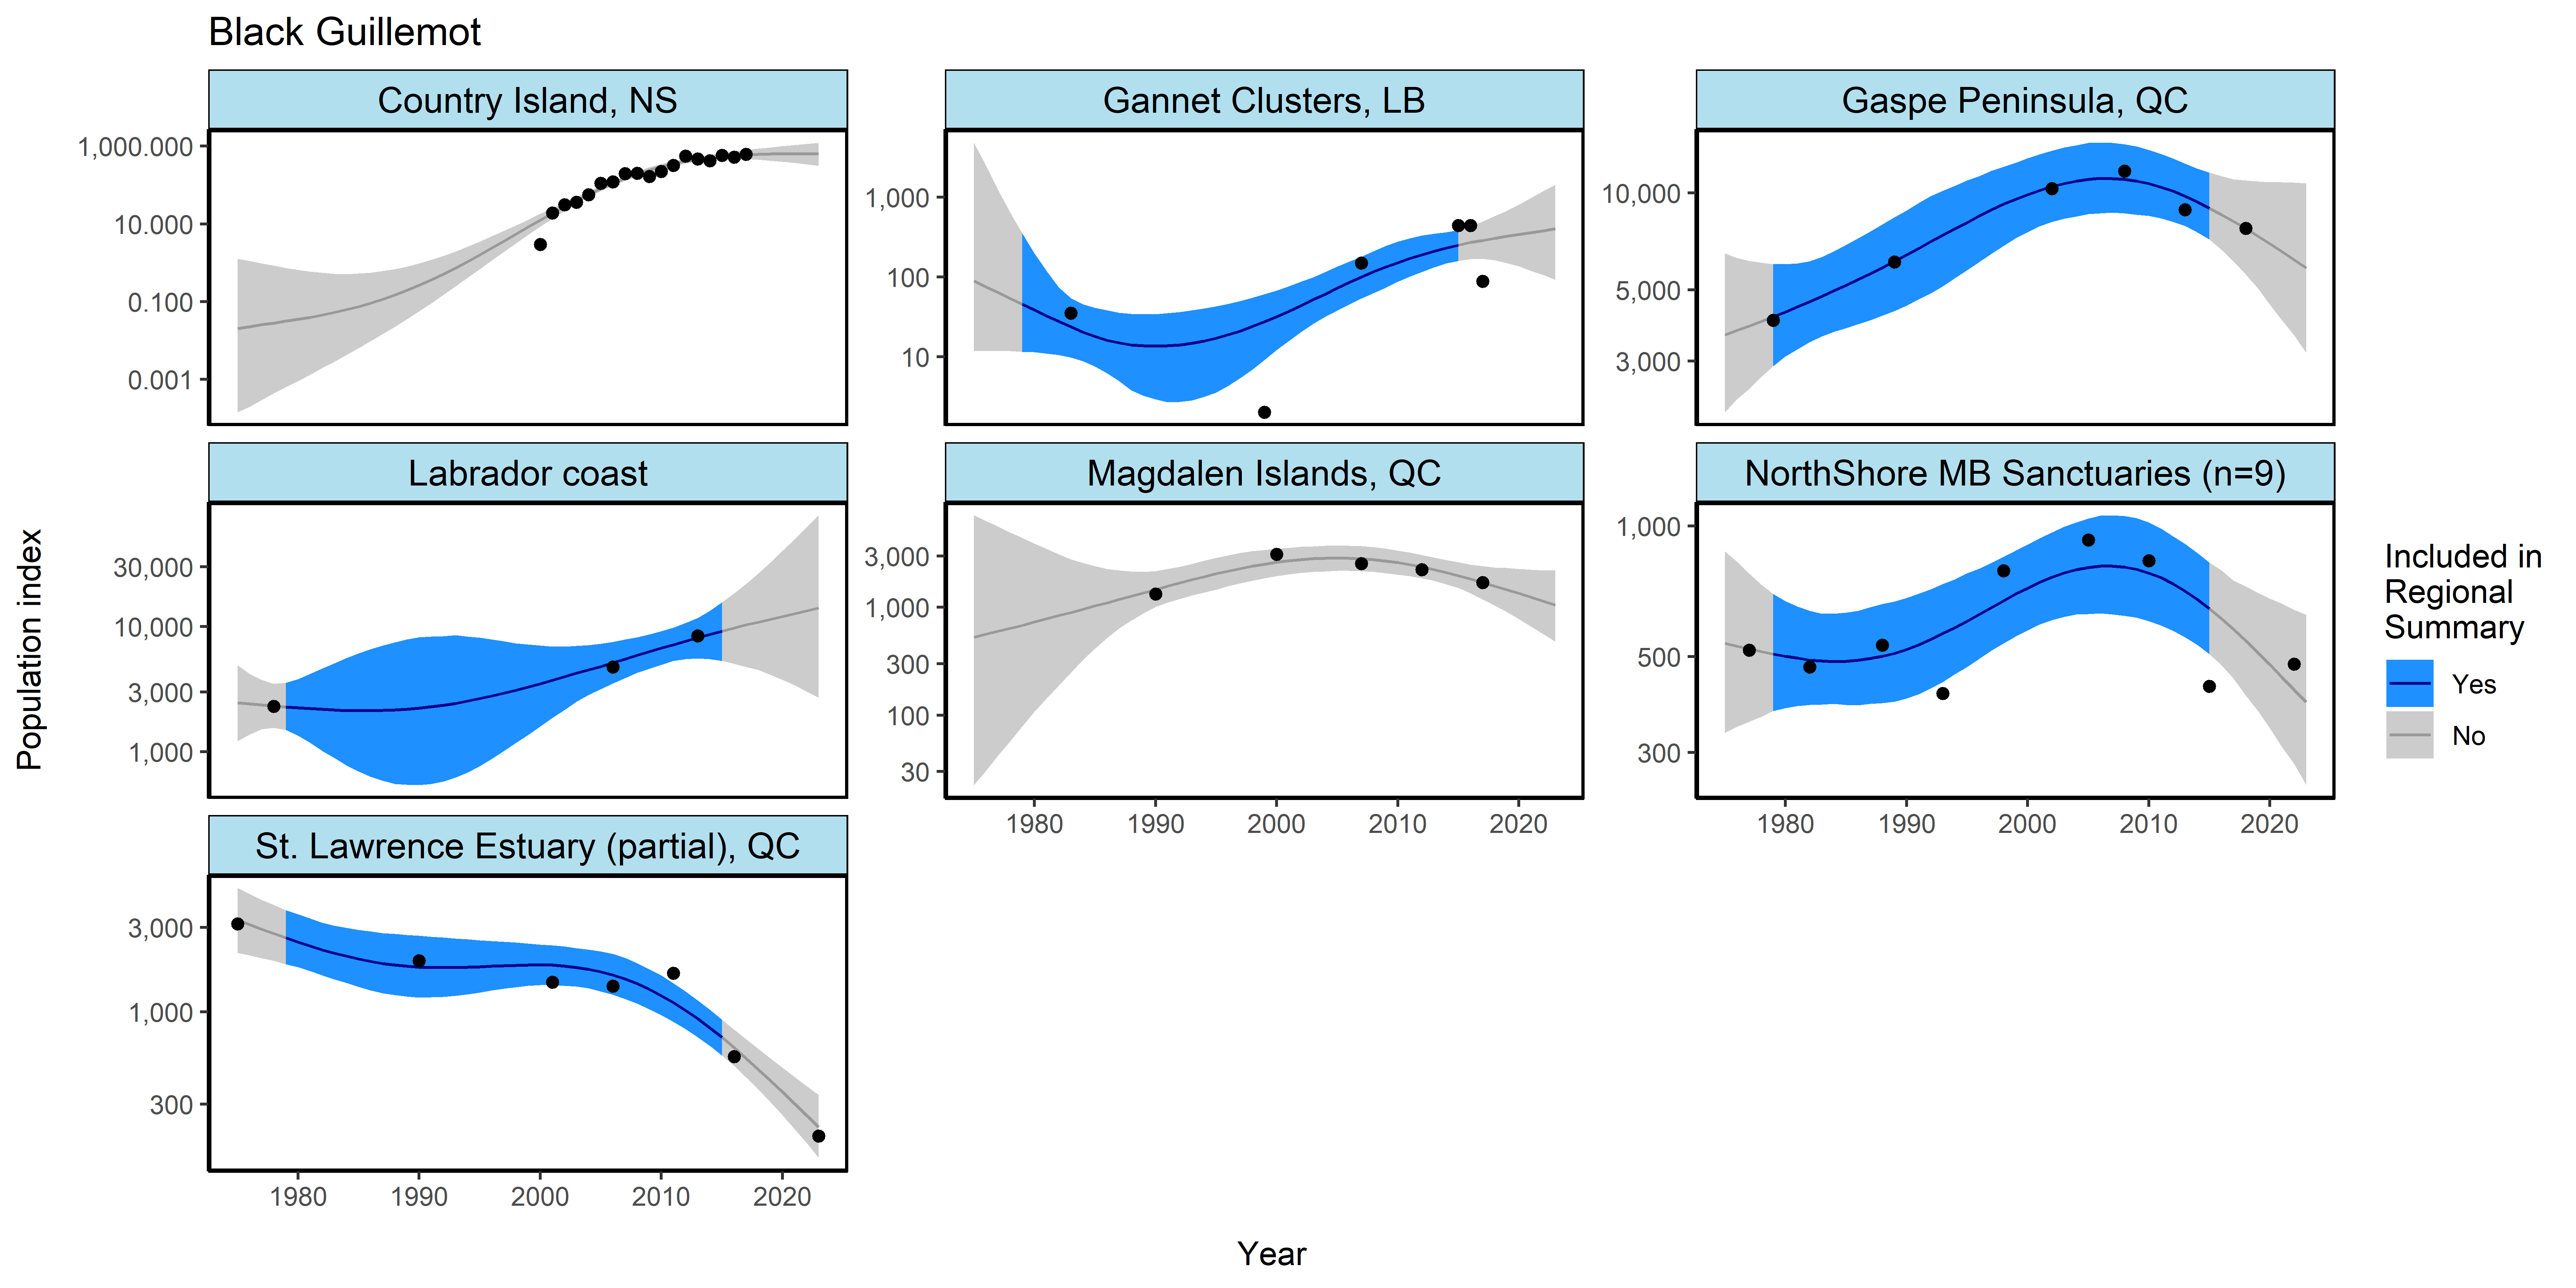 Black Guillemot
Country Island, NS
Gannet Clusters, LB
Gaspe Peninsula, QC
1,000.000
10.000
0.100
0.001
1,000
100
10
10,000
5,000
3,000
Labrador coast
Magdalen Islands, QC
NorthShore MB Sanctuaries (n=9)
30,000
10,000
3,000
1,000
3,000
1,000
300
100
30
1,000
500
300
1980 1990 2000 2010 2020
1980 1990 2000 2010 2020
St. Lawrence Estuary (partial), QC
3,000
1,000
300
1980 1990 2000 2010 2020
Population index
Year
Included in
Regional
Summary
Yes
No